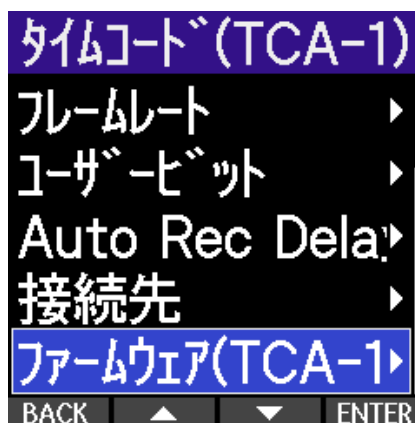 タイムコード(TCA-1)
フレームレート
ユーザービット
Auto Rec Delay
接続先
ファームウェア(TCA-1
BACK ▲ ▼ ENTER